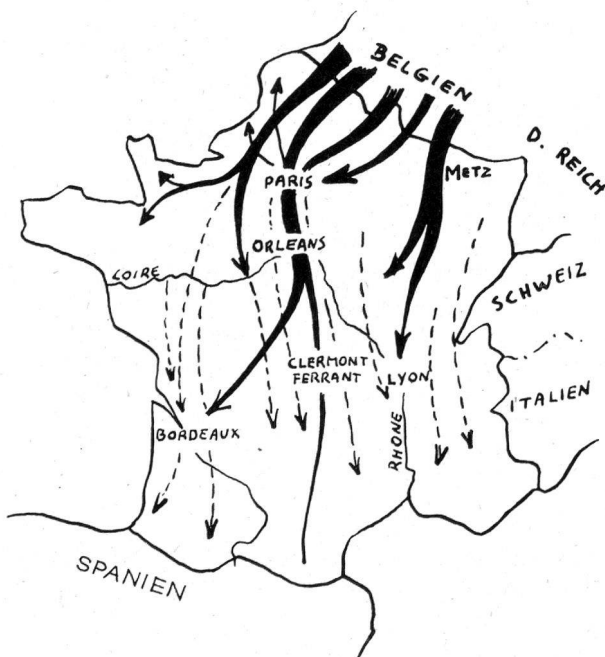 BELGIEN
D. REICH
METZ
PARIS
ORLEANS
LOIRE
SCHWEIZ
CLERMONT
FERRANT
LYON
ITALIEN
BORDEAUX
RHONE
SPANIEN